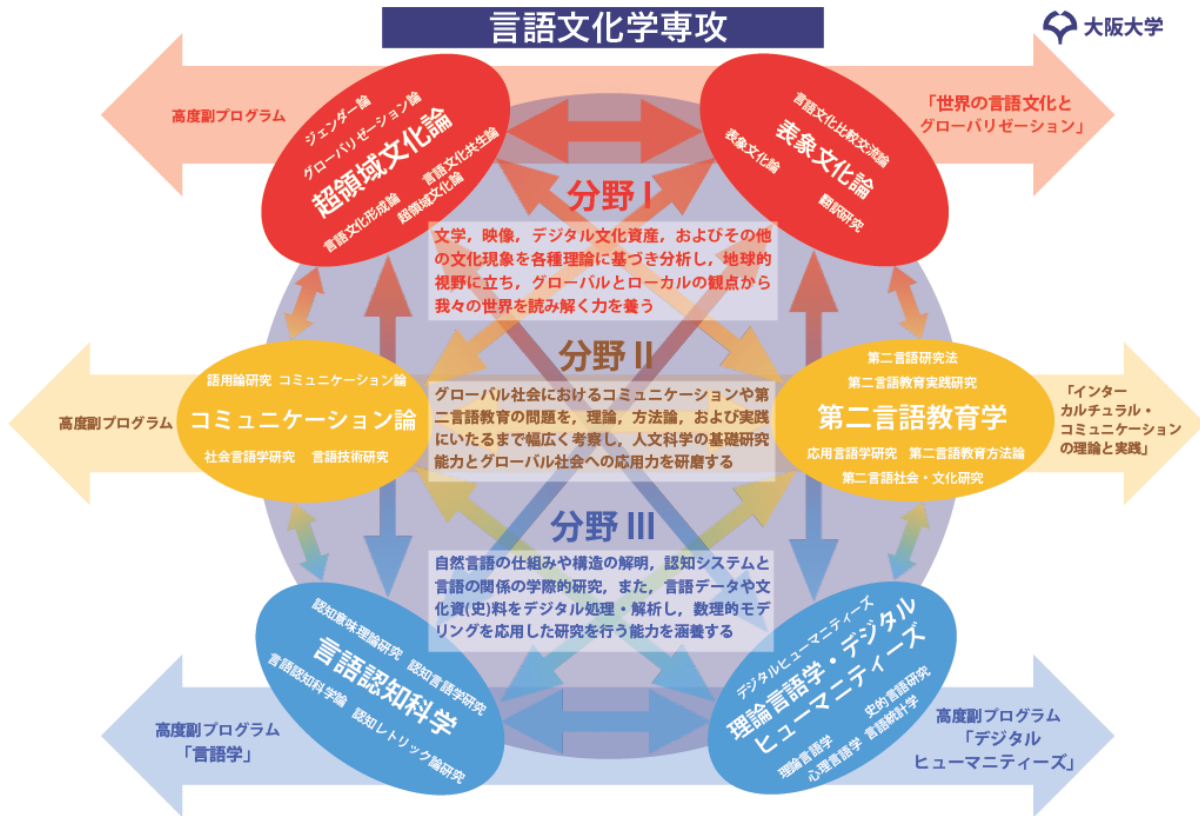 言語文化学専攻
大阪大学
高度副プログラム
「世界の言語文化と
グローバリゼーション」
ジェンダー論
グローバリゼーション論
超領域文化論
言語文化共生論
超領域文化論
言語文化形成論
言語文化比較交流論
表象文化論
表象文化論
翻訳研究
分野 I
文学，映像，デジタル文化資産，およびその他
の文化現象を各種理論に基づき分析し，地球的
視野に立ち，グローバルとローカルの観点から
我々の世界を読み解く力を養う
高度副プログラム
語用論研究 コミュニケーション論
コミュニケーション論
社会言語学研究 言語技術研究
分野 II
グローバル社会におけるコミュニケーションや第
二言語教育の問題を，理論，方法論，および実践
にいたるまで幅広く考察し，人文科学の基礎研究
能力とグローバル社会への応用力を研磨する
第二言語研究法
第二言語教育実践研究
第二言語教育学
応用言語学研究 第二言語教育方法論
第二言語社会・文化研究
「インター
カルチュラル・
コミュニケーション
の理論と実践」
分野 III
自然言語の仕組みや構造の解明，認知システムと
言語の関係の学際的研究，また，言語データや文
化資(史)料をデジタル処理・解析し，数理的モデ
リングを応用した研究を行う能力を涵養する
高度副プログラム
「言語学」
認知意味理論研究
認知言語学研究
言語認知科学
言語認知科学論
認知レトリック論研究
デジタルヒューマニティーズ
理論言語学・デジタル
ヒューマニティーズ
史的言語研究
言語統計学
理論言語学
心理言語学
高度副プログラム
「デジタル
ヒューマニティーズ」